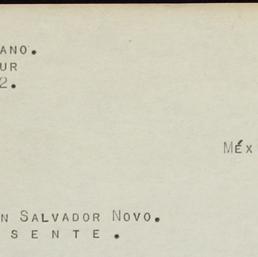 ANO.
UR
2.
MÉX
N SALVADOR NOVO.
S E N T E .